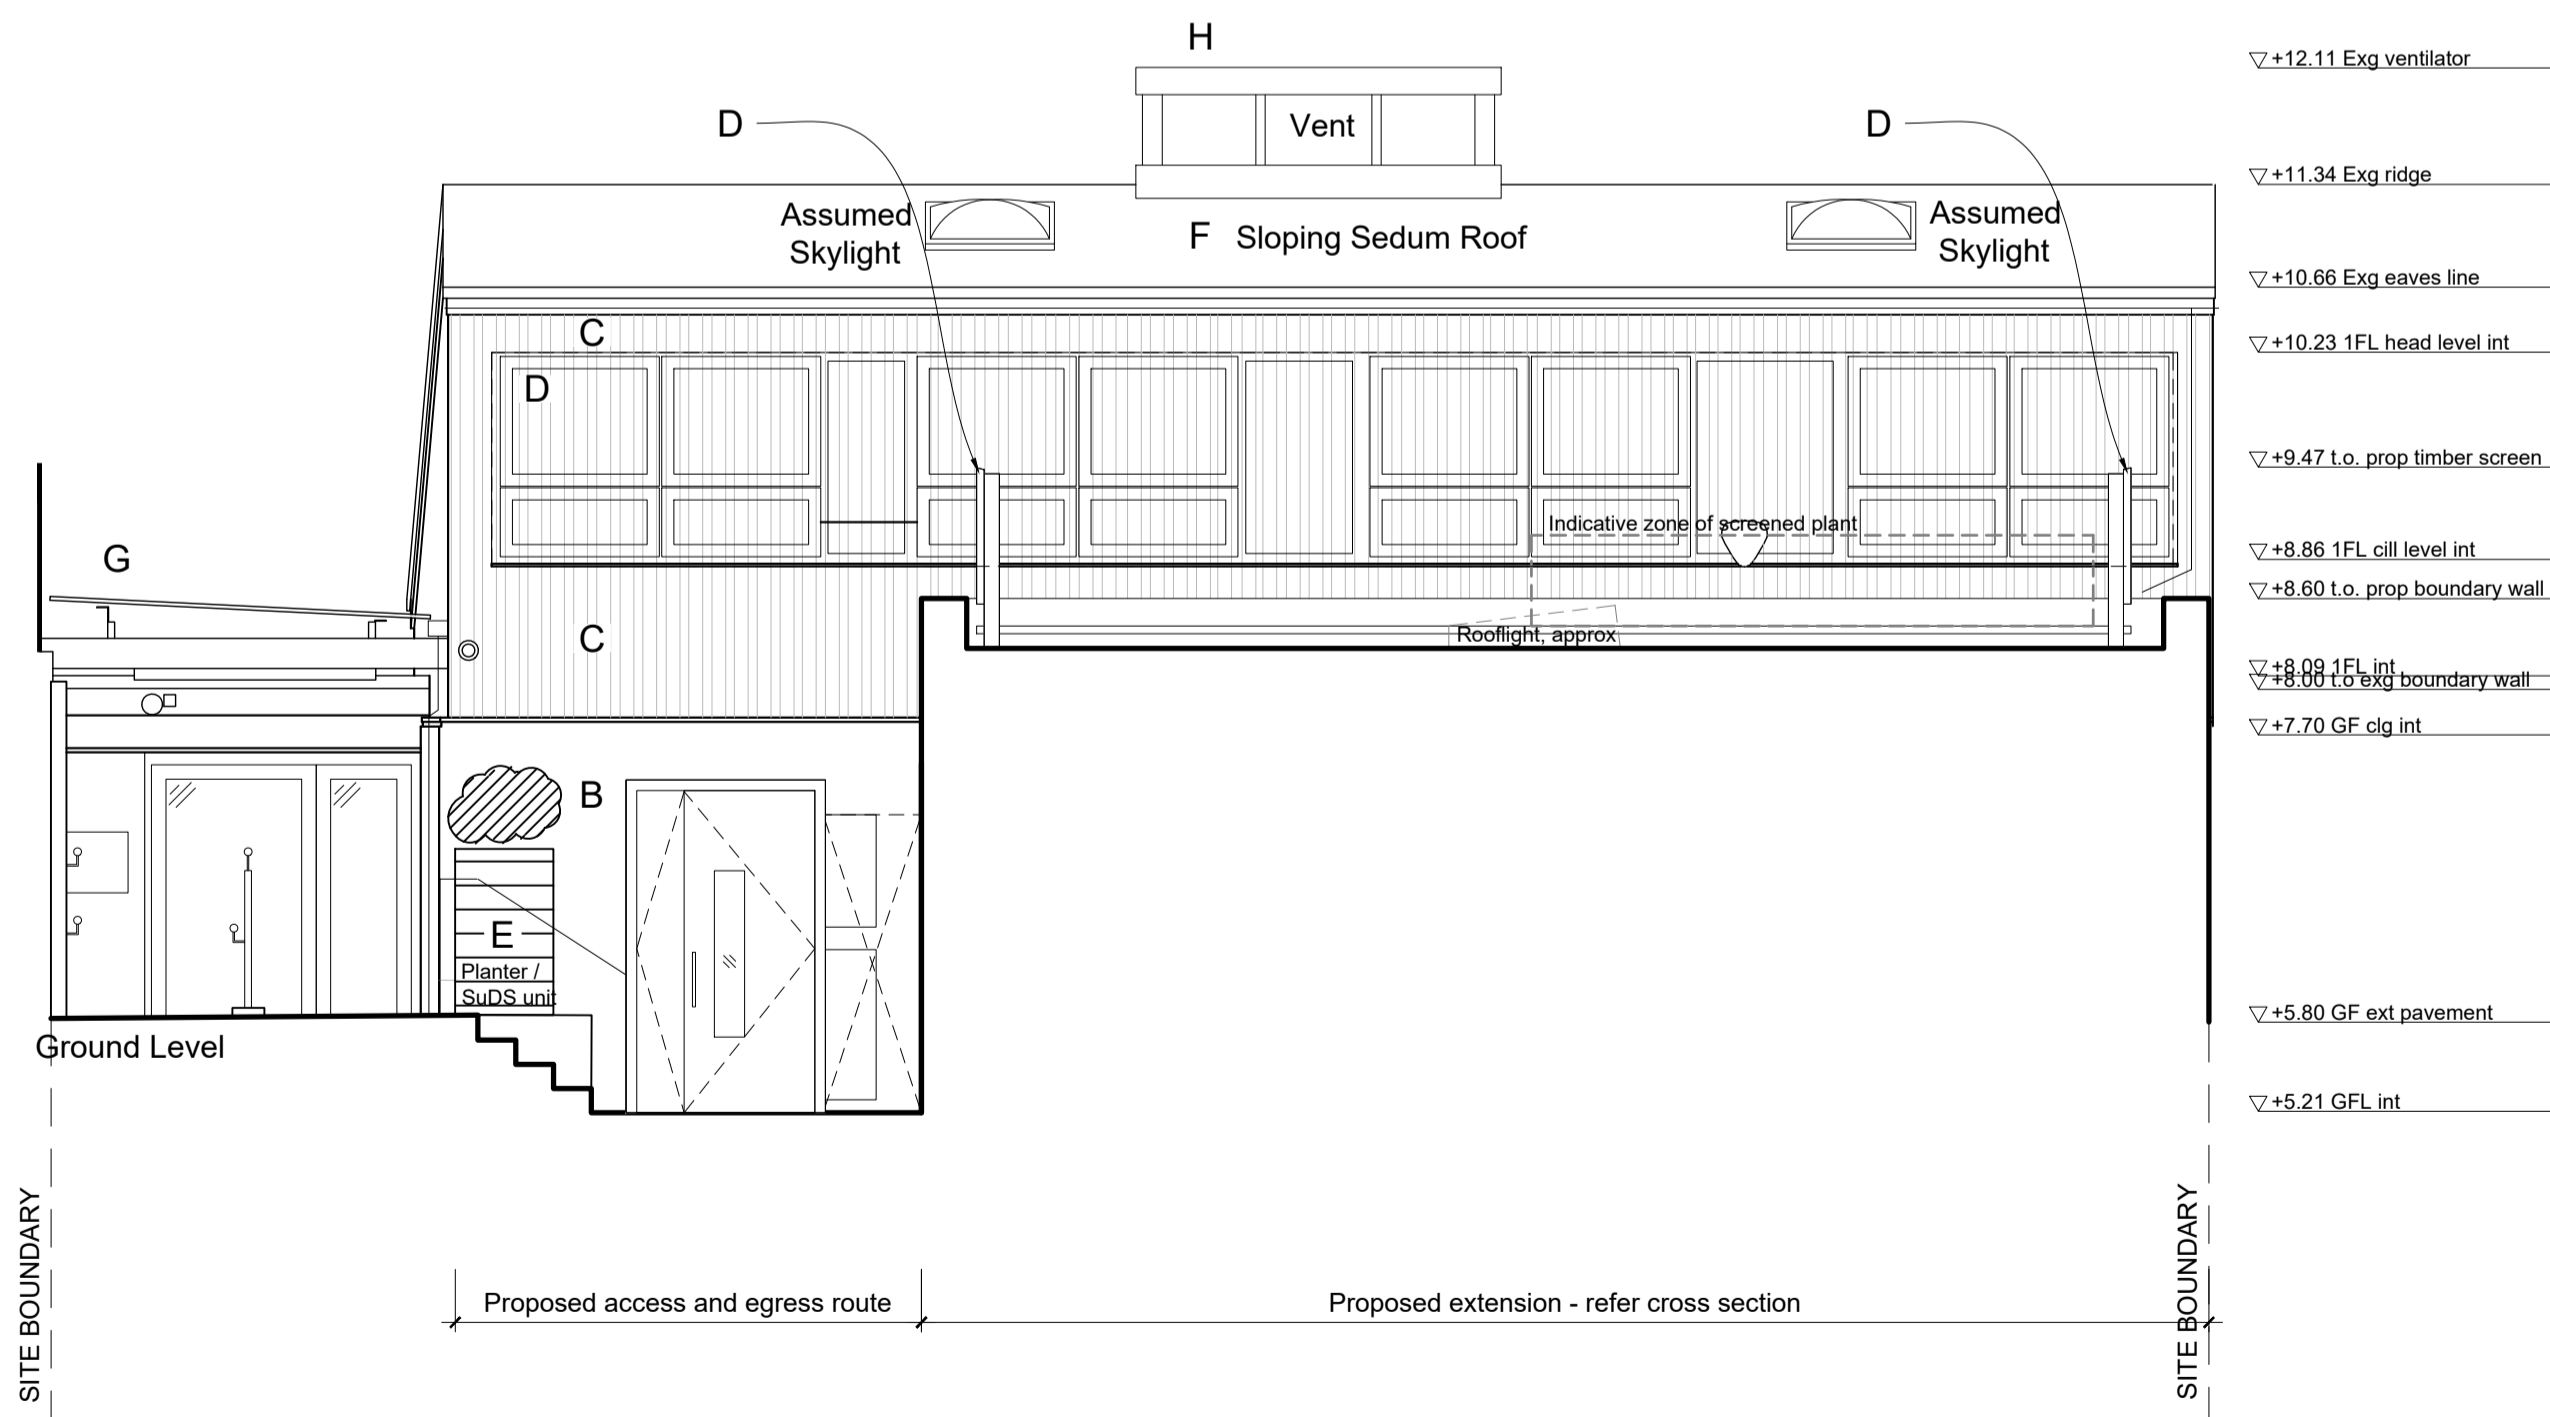 H
+12.11 Exg ventilator
D
Vent
D
+11.34 Exg ridge
Assumed
Skylight
F Sloping Sedum Roof
Assumed
Skylight
+10.66 Exg eaves line
C
+10.23 1FL head level int
D
+9.47 t.o. prop timber screen
Indicative zone of screened plant
G
+8.86 1FL cill level int
+8.60 t.o. prop boundary wall
C
Rooflight, approx
+8.09 1FL int
+8.00 t.o exg boundary wall
+7.70 GF clg int
B
E
Planter /
SuDS unit
+5.80 GF ext pavement
Ground Level
+5.21 GFL int
SITE BOUNDARY
Proposed access and egress route
Proposed extension - refer cross section
SITE BOUNDARY